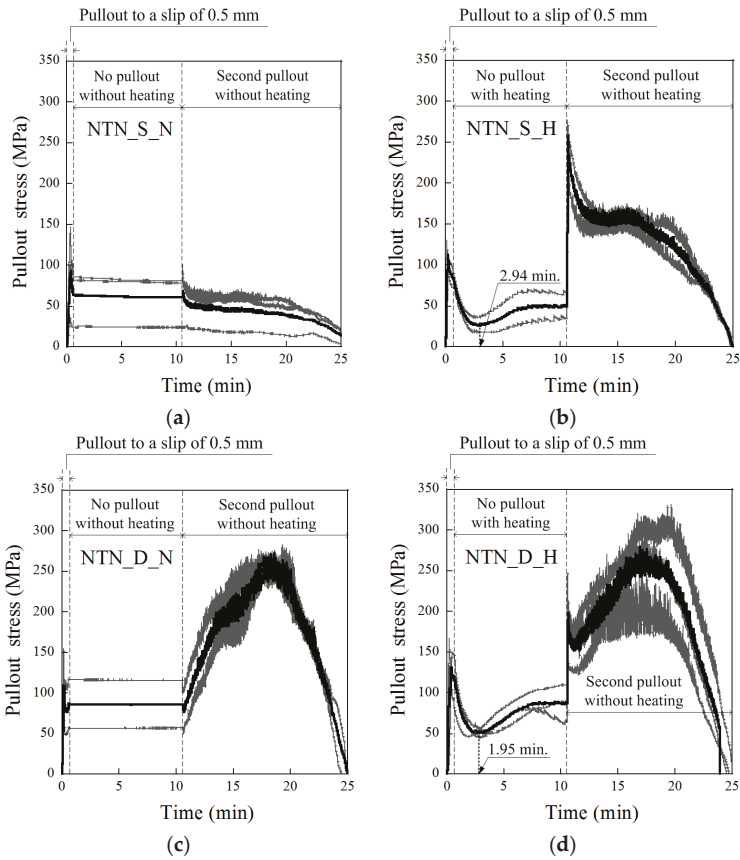 Pullout to a slip of 0.5 mm
Pullout to a slip of 0.5 mm
350
300
250
200
150
100
50
0
Pullout stress (MPa)
No pullout
without heating
Second pullout
without heating
NTN_S_N
0
5
10
15
20
25
Time (min)
(a)
350
300
250
200
150
100
50
0
Pullout stress (MPa)
No pullout
with heating
Second pullout
without heating
NTN_S_H
2.94 min.
0
5
10
15
20
25
Time (min)
(b)
Pullout to a slip of 0.5 mm
Pullout to a slip of 0.5 mm
350
300
250
200
150
100
50
0
Pullout stress (MPa)
No pullout
without heating
Second pullout
without heating
NTN_D_N
0
5
10
15
20
25
Time (min)
(c)
350
300
250
200
150
100
50
0
Pullout stress (MPa)
No pullout
with heating
NTN_D_H
Second pullout
without heating
1.95 min.
0
5
10
15
20
25
Time (min)
(d)